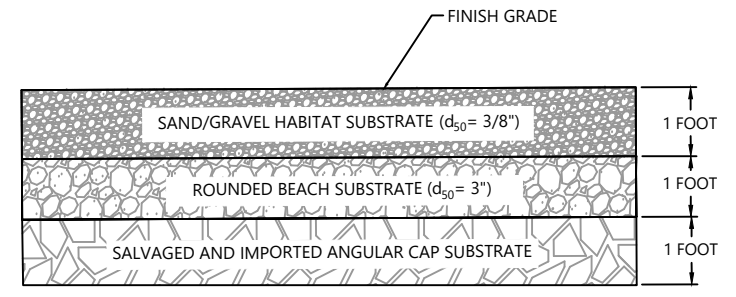 FINISH GRADE
SAND/GRAVEL HABITAT SUBSTRATE (d50= 3/8")
1 FOOT
ROUNDED BEACH SUBSTRATE (d50= 3")
1 FOOT
SALVAGED AND IMPORTED ANGULAR CAP SUBSTRATE
1 FOOT